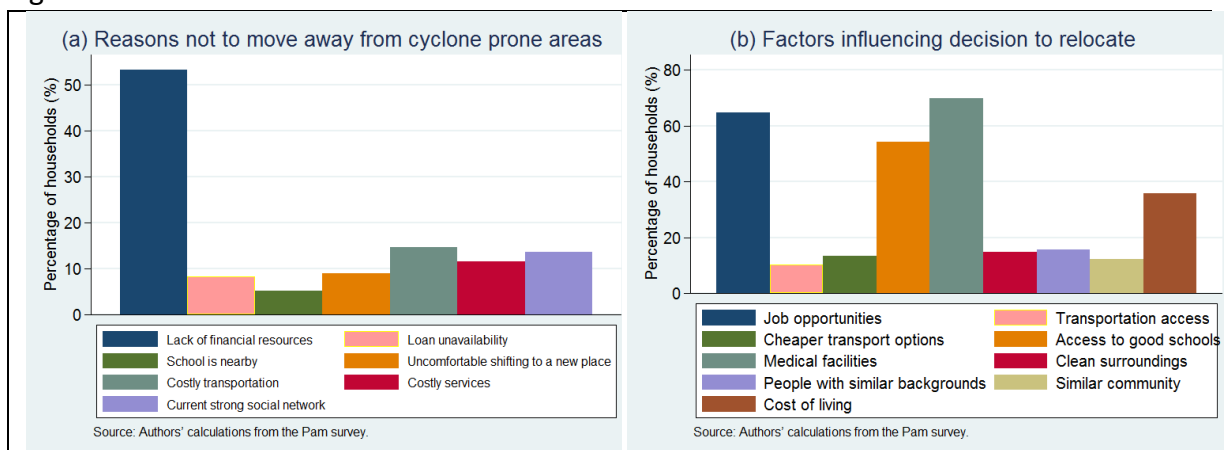 (a) Reasons not to move away from cyclone prone areas
Percentage of households (%)
50
40
30
20
10
0
Lack of financial resources
Loan unavailability
School is nearby
Uncomfortable shifting to a new place
Costly transportation
Costly services
Current strong social network
Source: Authors' calculations from the Pam survey.
(b) Factors influencing decision to relocate
Percentage of households (%)
80
60
40
20
0
Job opportunities
Transportation access
Cheaper transport options
Access to good schools
Medical facilities
Clean surroundings
People with similar backgrounds
Similar community
Cost of living
Source: Authors' calculations from the Pam survey.